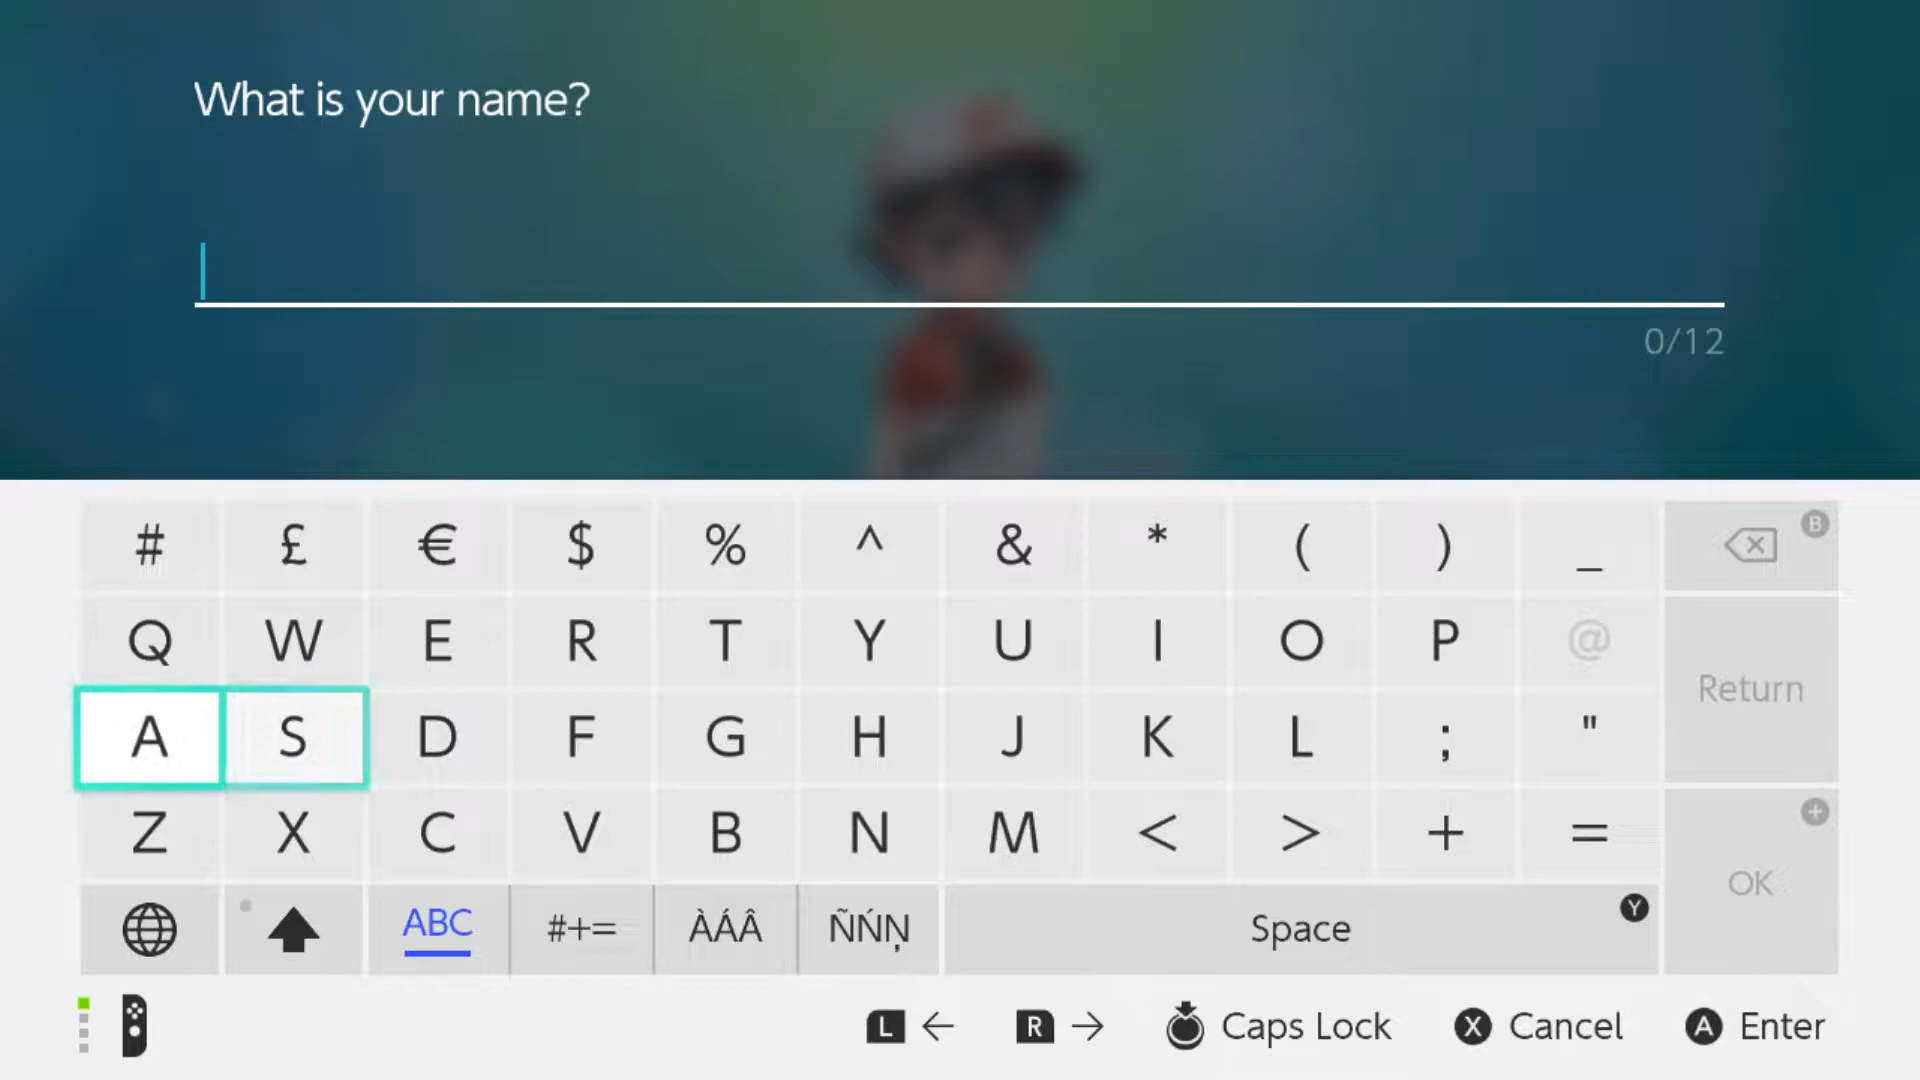 What is your name?
0/12
# £ € $ % ^ & * ( ) _ B
Q W E R T Y U I O P @
Return
A S D F G H J K L ; "
Z X C V B N M < > + = +
OK
ABC #+= ÀÁÂ ÑŃŅ Space Y
L ← R → Caps Lock X Cancel A Enter